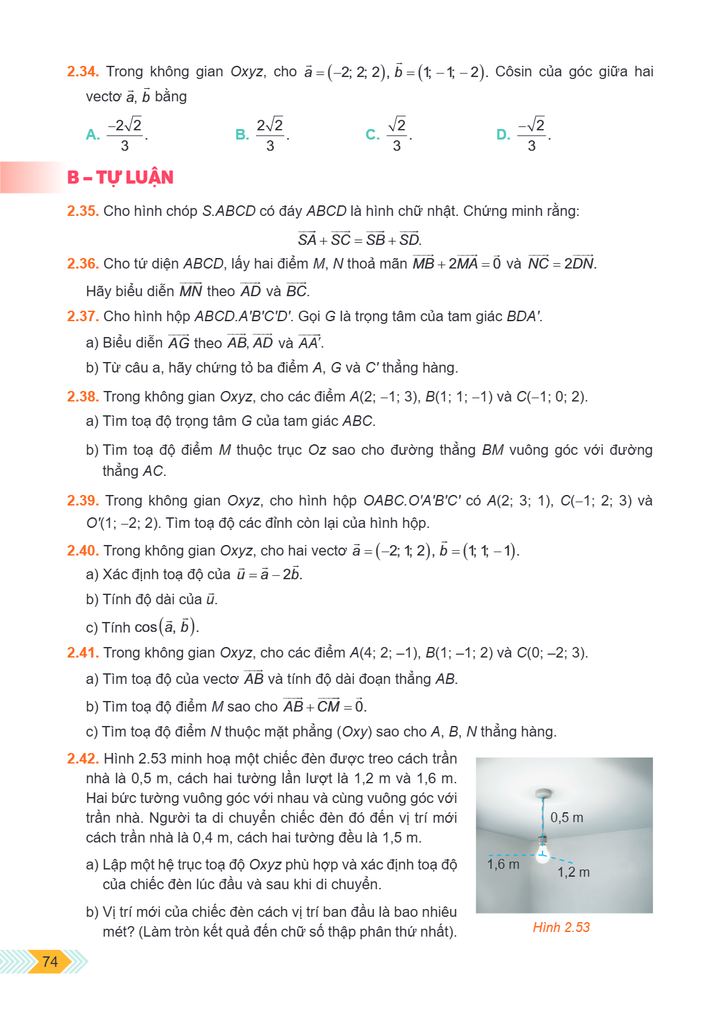 2.34. Trong không gian Oxyz, cho a⃗ = (−2; 2; 2), b⃗ = (1; −1; −2). Côsin của góc giữa hai
vectơ a⃗, b⃗ bằng
A. −2√2/3. B. 2√2/3. C. √2/3. D. −√2/3.
B – TỰ LUẬN
2.35. Cho hình chóp S.ABCD có đáy ABCD là hình chữ nhật. Chứng minh rằng:
SA⃗ + SC⃗ = SB⃗ + SD⃗.
2.36. Cho tứ diện ABCD, lấy hai điểm M, N thoả mãn MB⃗ + 2MA⃗ = 0⃗ và NC⃗ = 2DN⃗.
Hãy biểu diễn MN⃗ theo AD⃗ và BC⃗.
2.37. Cho hình hộp ABCD.A'B'C'D'. Gọi G là trọng tâm của tam giác BDA'.
a) Biểu diễn AG⃗ theo AB⃗, AD⃗ và AA'⃗.
b) Từ câu a, hãy chứng tỏ ba điểm A, G và C' thẳng hàng.
2.38. Trong không gian Oxyz, cho các điểm A(2; −1; 3), B(1; 1; −1) và C(−1; 0; 2).
a) Tìm toạ độ trọng tâm G của tam giác ABC.
b) Tìm toạ độ điểm M thuộc trục Oz sao cho đường thẳng BM vuông góc với đường
thẳng AC.
2.39. Trong không gian Oxyz, cho hình hộp OABC.O'A'B'C' có A(2; 3; 1), C(−1; 2; 3) và
O'(1; −2; 2). Tìm toạ độ các đỉnh còn lại của hình hộp.
2.40. Trong không gian Oxyz, cho hai vectơ a⃗ = (−2; 1; 2), b⃗ = (1; 1; −1).
a) Xác định toạ độ của u⃗ = a⃗ − 2b⃗.
b) Tính độ dài của u⃗.
c) Tính cos(a⃗, b⃗).
2.41. Trong không gian Oxyz, cho các điểm A(4; 2; –1), B(1; –1; 2) và C(0; –2; 3).
a) Tìm toạ độ của vectơ AB⃗ và tính độ dài đoạn thẳng AB.
b) Tìm toạ độ điểm M sao cho AB⃗ + CM⃗ = 0⃗.
c) Tìm toạ độ điểm N thuộc mặt phẳng (Oxy) sao cho A, B, N thẳng hàng.
2.42. Hình 2.53 minh hoạ một chiếc đèn được treo cách trần
nhà là 0,5 m, cách hai tường lần lượt là 1,2 m và 1,6 m.
Hai bức tường vuông góc với nhau và cùng vuông góc với
trần nhà. Người ta di chuyển chiếc đèn đó đến vị trí mới
cách trần nhà là 0,4 m, cách hai tường đều là 1,5 m.
a) Lập một hệ trục toạ độ Oxyz phù hợp và xác định toạ độ
của chiếc đèn lúc đầu và sau khi di chuyển.
b) Vị trí mới của chiếc đèn cách vị trí ban đầu là bao nhiêu
mét? (Làm tròn kết quả đến chữ số thập phân thứ nhất).
0,5 m
1,6 m
1,2 m
Hình 2.53
74